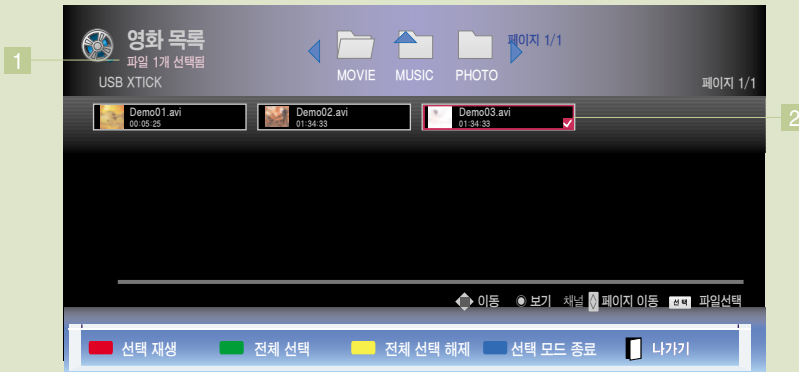 영화 목록
파일 1개 선택됨
USB XTICK
MOVIE MUSIC PHOTO
페이지 1/1
페이지 1/1
1
Demo01.avi
00:05:25
Demo02.avi
01:34:33
Demo03.avi
01:34:33
2
이동 보기 채널 페이지 이동 선택 파일선택
선택 재생 전체 선택 전체 선택 해제 선택 모드 종료 나가기